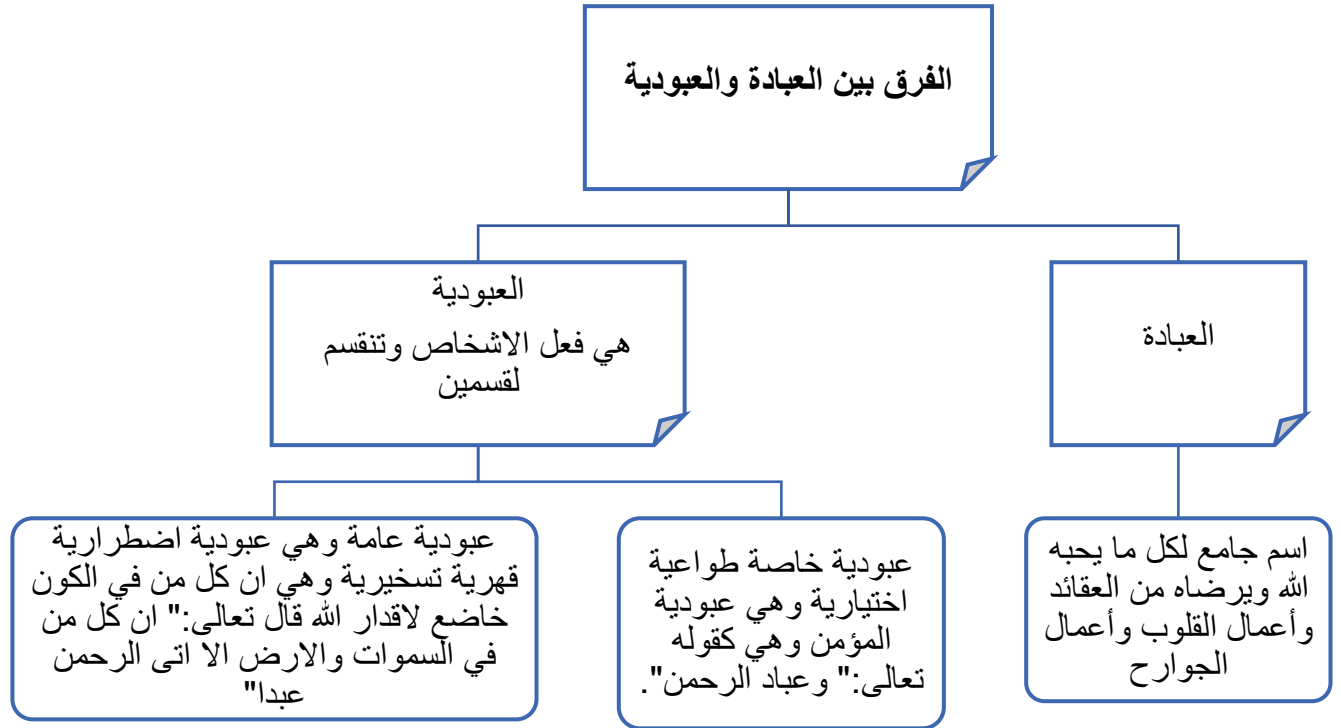 الفرق بين العبادة والعبودية
العبادة
العبودية
هي فعل الاشخاص وتنقسم
لقسمين
اسم جامع لكل ما يحبه
الله ويرضاه من العقائد
وأعمال القلوب وأعمال
الجوارح
عبودية خاصة طواعية
اختيارية وهي عبودية
المؤمن وهي كقوله
تعالى:" وعباد الرحمن".
عبودية عامة وهي عبودية اضطرارية
قهرية تسخيرية وهي ان كل من في الكون
خاضع لاقدار الله قال تعالى:" ان كل من
في السموات والارض الا اتى الرحمن
عبدا"